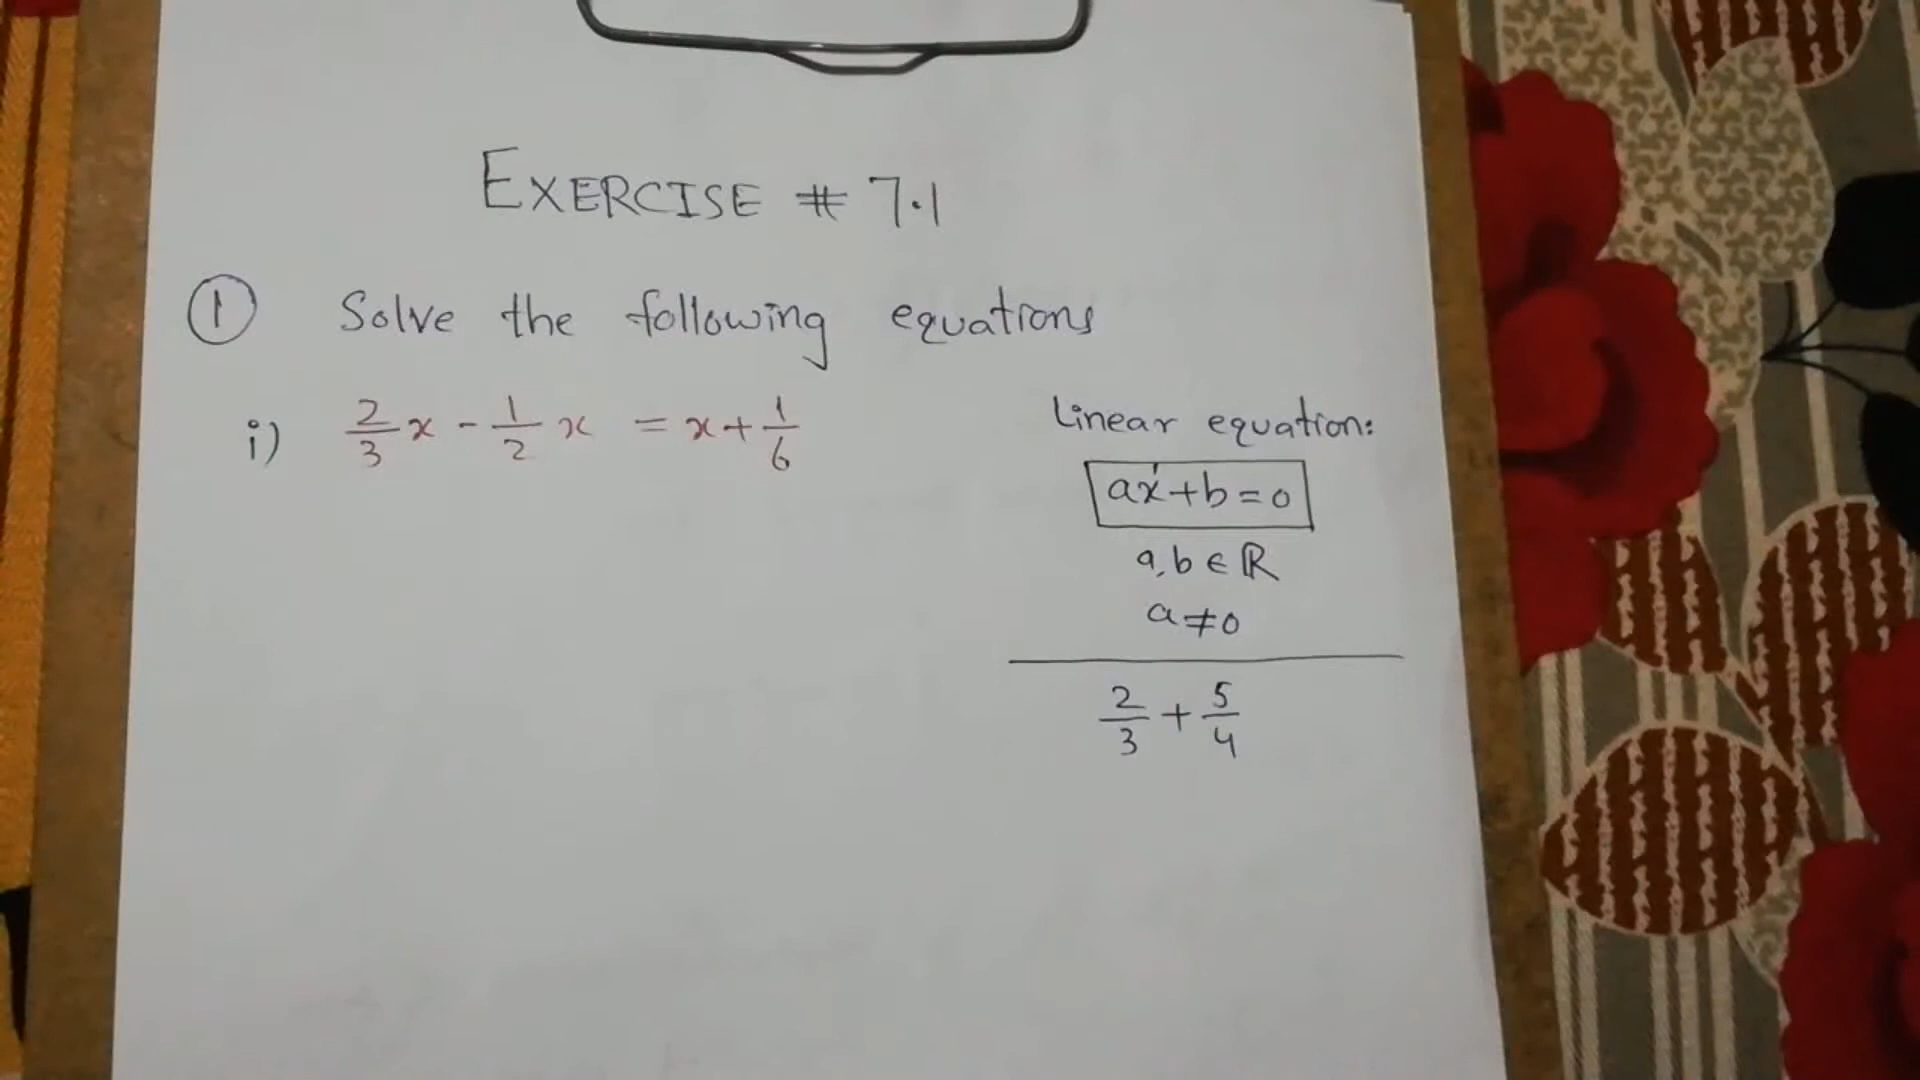 EXERCISE # 7.1
① Solve the following equations
i) 2/3 x - 1/2 x = x + 1/6
Linear equation:
ax¹ + b = 0
a, b ∈ ℝ
a ≠ 0
2/3 + 5/4